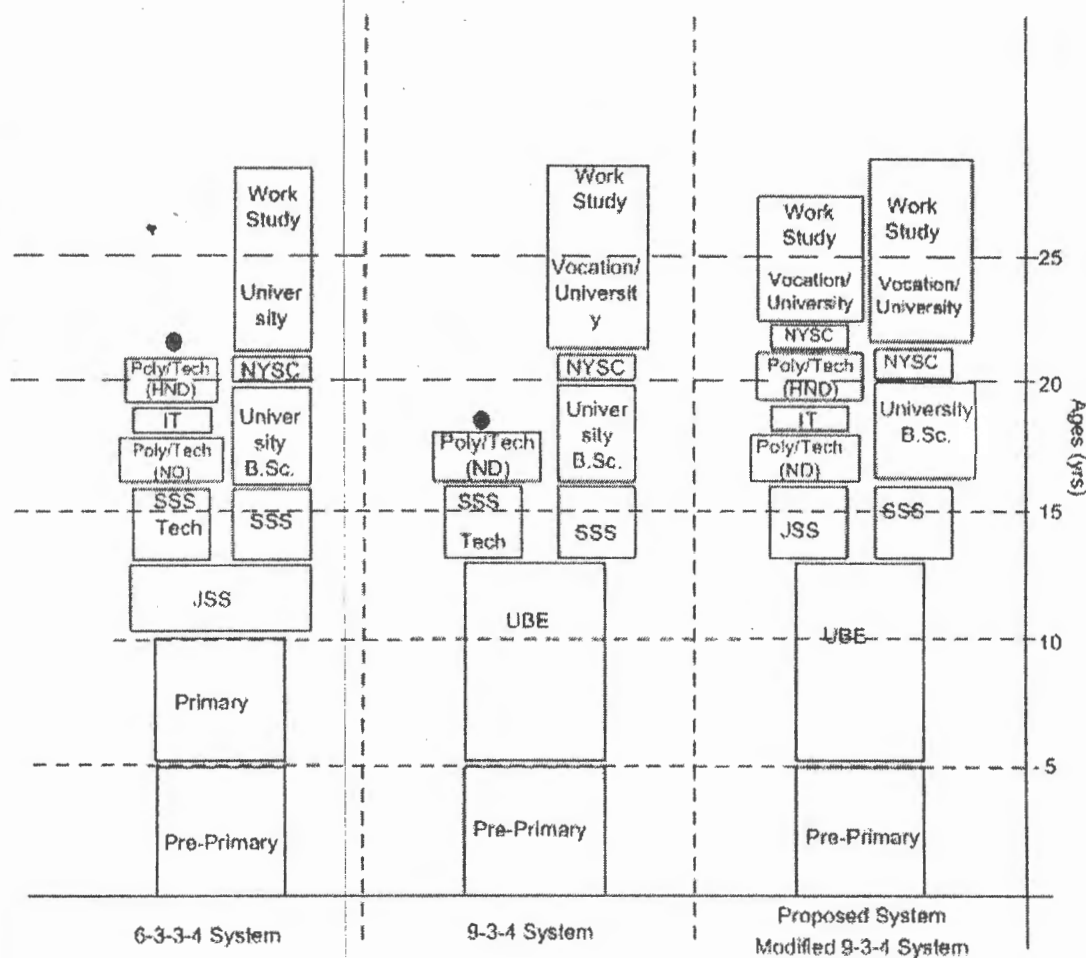 Work
Study
Univer
sity
Poly/Tech
(HND)
NYSC
IT
Univer
sity
B.Sc.
Poly/Tech
(ND)
SSS
Tech
SSS
JSS
Primary
Pre-Primary
6-3-3-4 System
Work
Study
Vocation/
Universit
y
NYSC
Univer
sity
B.Sc.
Poly/Tech
(ND)
SSS
Tech
SSS
UBE
Pre-Primary
9-3-4 System
Work
Study
Vocation/
University
NYSC
Poly/Tech
(HND)
IT
Poly/Tech
(ND)
JSS
Work
Study
Vocation/
University
NYSC
University
B.Sc.
SSS
UBE
Pre-Primary
Proposed System
Modified 9-3-4 System
25
20
15
10
5
Ages (yrs)